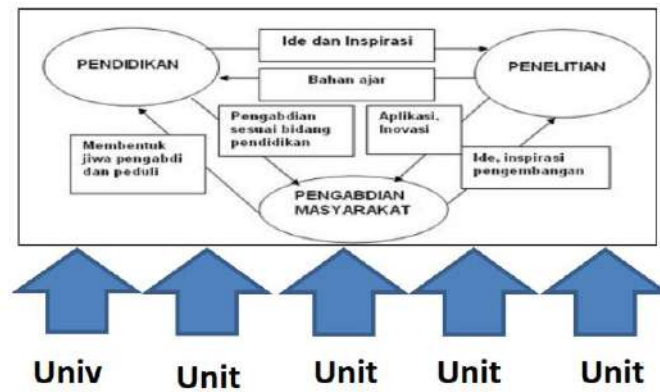 Ide dan Inspirasi
PENDIDIKAN
PENELITIAN
Bahan ajar
Pengabdian
sesuai bidang
pendidikan
Aplikasi,
Inovasi
Membentuk
jiwa pengabdi
dan peduli
Ide, inspirasi
pengembangan
PENGABDIAN
MASYARAKAT
Univ
Unit
Unit
Unit
Unit